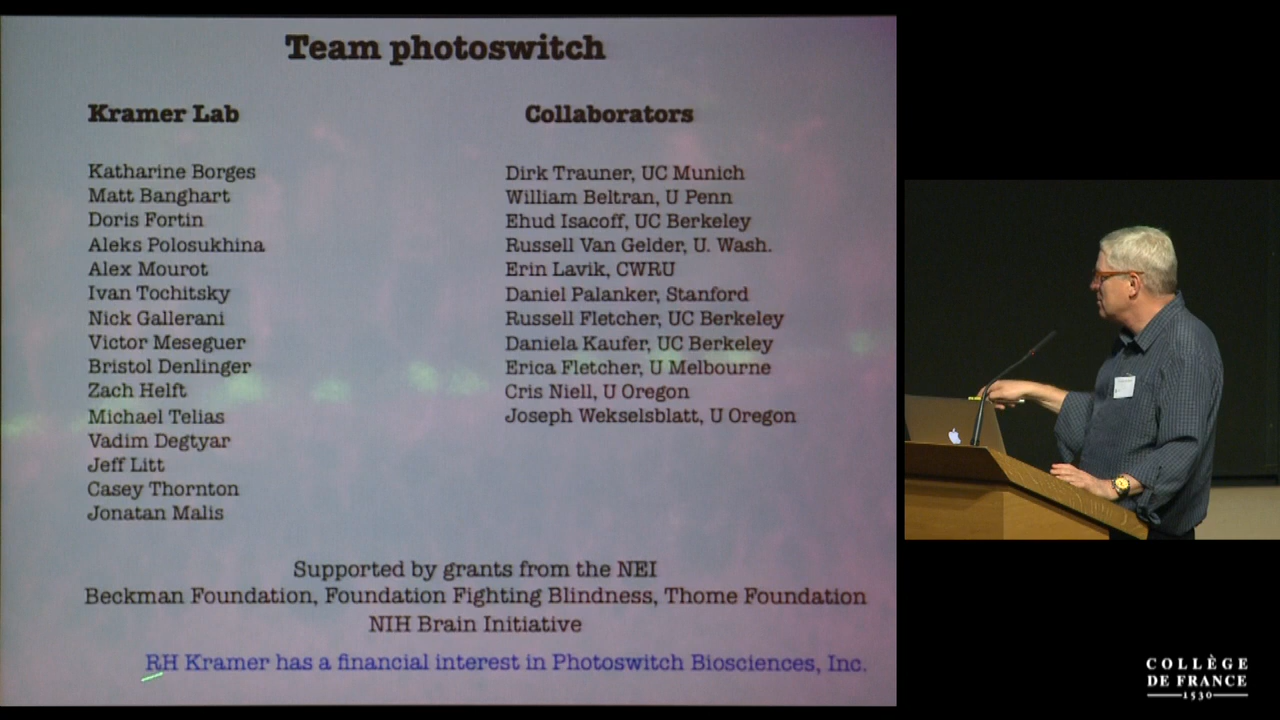 Team photoswitch
Kramer Lab
Katharine Borges
Matt Banghart
Doris Fortin
Aleks Polosukhina
Alex Mourot
Ivan Tochitsky
Nick Gallerani
Victor Meseguer
Bristol Denlinger
Zach Helft
Michael Telias
Vadim Degtyar
Jeff Litt
Casey Thornton
Jonatan Malis
Collaborators
Dirk Trauner, UC Munich
William Beltran, U Penn
Ehud Isacoff, UC Berkeley
Russell Van Gelder, U. Wash.
Erin Lavik, CWRU
Daniel Palanker, Stanford
Russell Fletcher, UC Berkeley
Daniela Kaufer, UC Berkeley
Erica Fletcher, U Melbourne
Cris Niell, U Oregon
Joseph Wekselsblatt, U Oregon
Supported by grants from the NEI
Beckman Foundation, Foundation Fighting Blindness, Thome Foundation
NIH Brain Initiative
RH Kramer has a financial interest in Photoswitch Biosciences, Inc.
COLLÈGE
DE FRANCE
1530